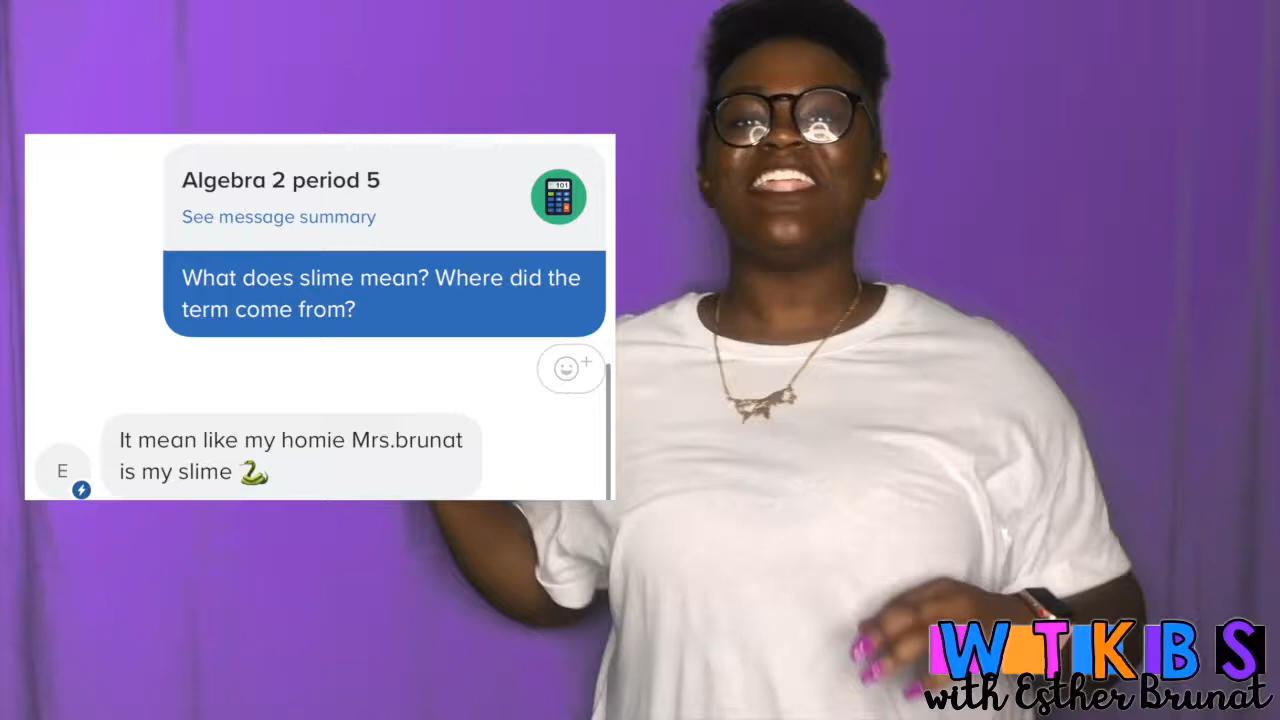 Algebra 2 period 5
101
See message summary
What does slime mean? Where did the
term come from?
It mean like my homie Mrs.brunat
is my slime 🐍
E
WTKBS
with Esther Brunat